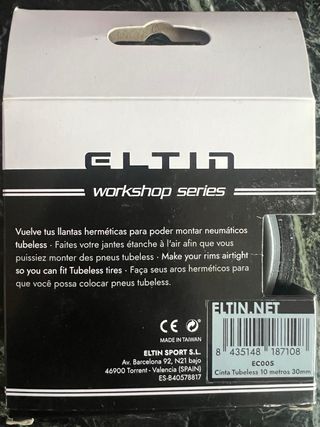 ELTIN
workshop series
Vuelve tus llantas herméticas para poder montar neumáticos
tubeless · Faites votre jantes étanche à l'air afin que vous
puissiez monter des pneus tubeless · Make your rims airtight
so you can fit Tubeless tires · Faça seus aros herméticos para
que você possa colocar pneus tubeless.
CE
MADE IN TAIWAN
ELTIN SPORT S.L.
Av. Barcelona 92, N21 bajo
46900 Torrent - Valencia (SPAIN)
ES-B40578817
ELTIN.NET
8 435148 187108
EC00S
Cinta Tubeless 10 metros 30mm